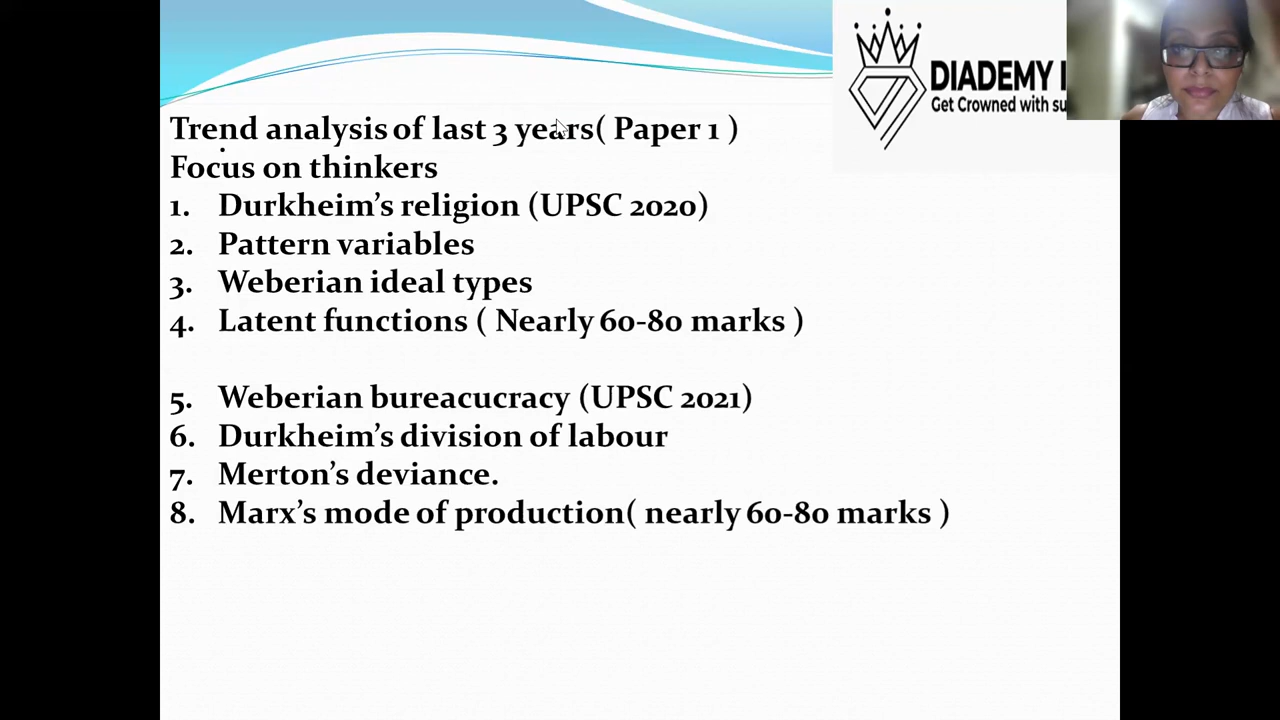 DIADEMY
Get Crowned with
Trend analysis of last 3 years( Paper 1 )
Focus on thinkers
1. Durkheim’s religion (UPSC 2020)
2. Pattern variables
3. Weberian ideal types
4. Latent functions ( Nearly 60-80 marks )
5. Weberian bureacucracy (UPSC 2021)
6. Durkheim’s division of labour
7. Merton’s deviance.
8. Marx’s mode of production( nearly 60-80 marks )